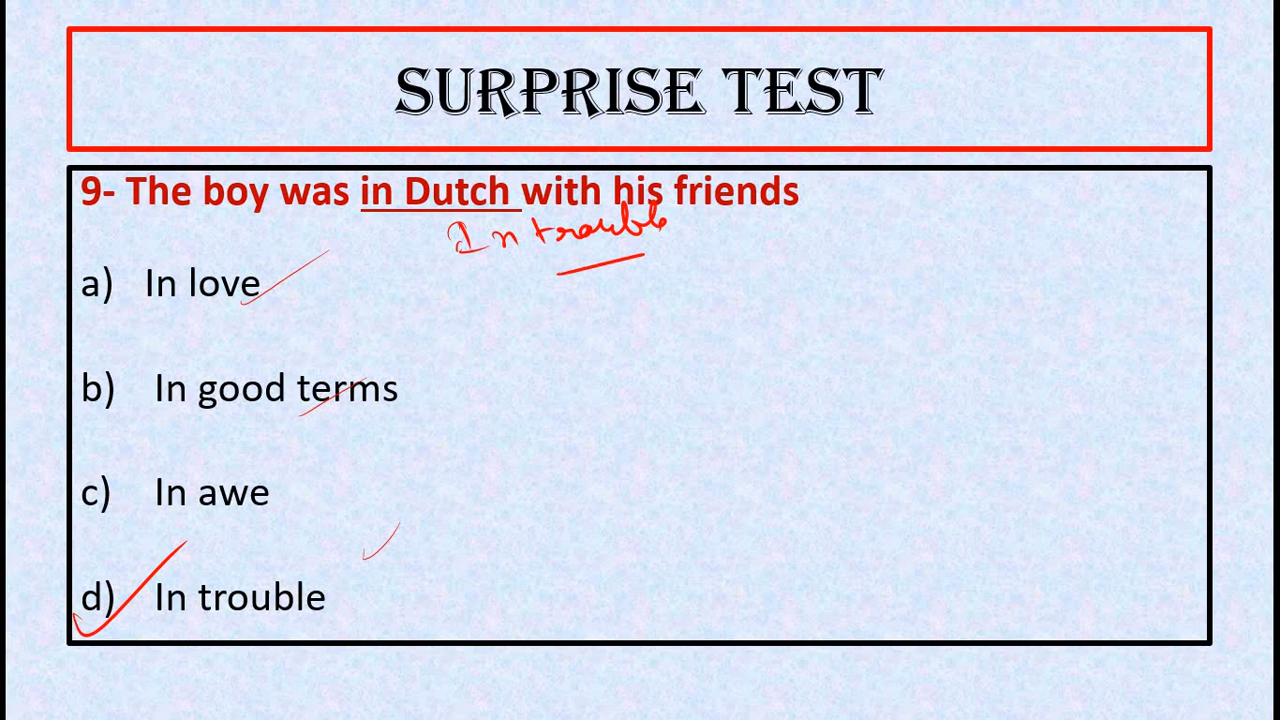 SURPRISE TEST
9- The boy was in Dutch with his friends
In trouble
a) In love
b) In good terms
c) In awe
d) In trouble